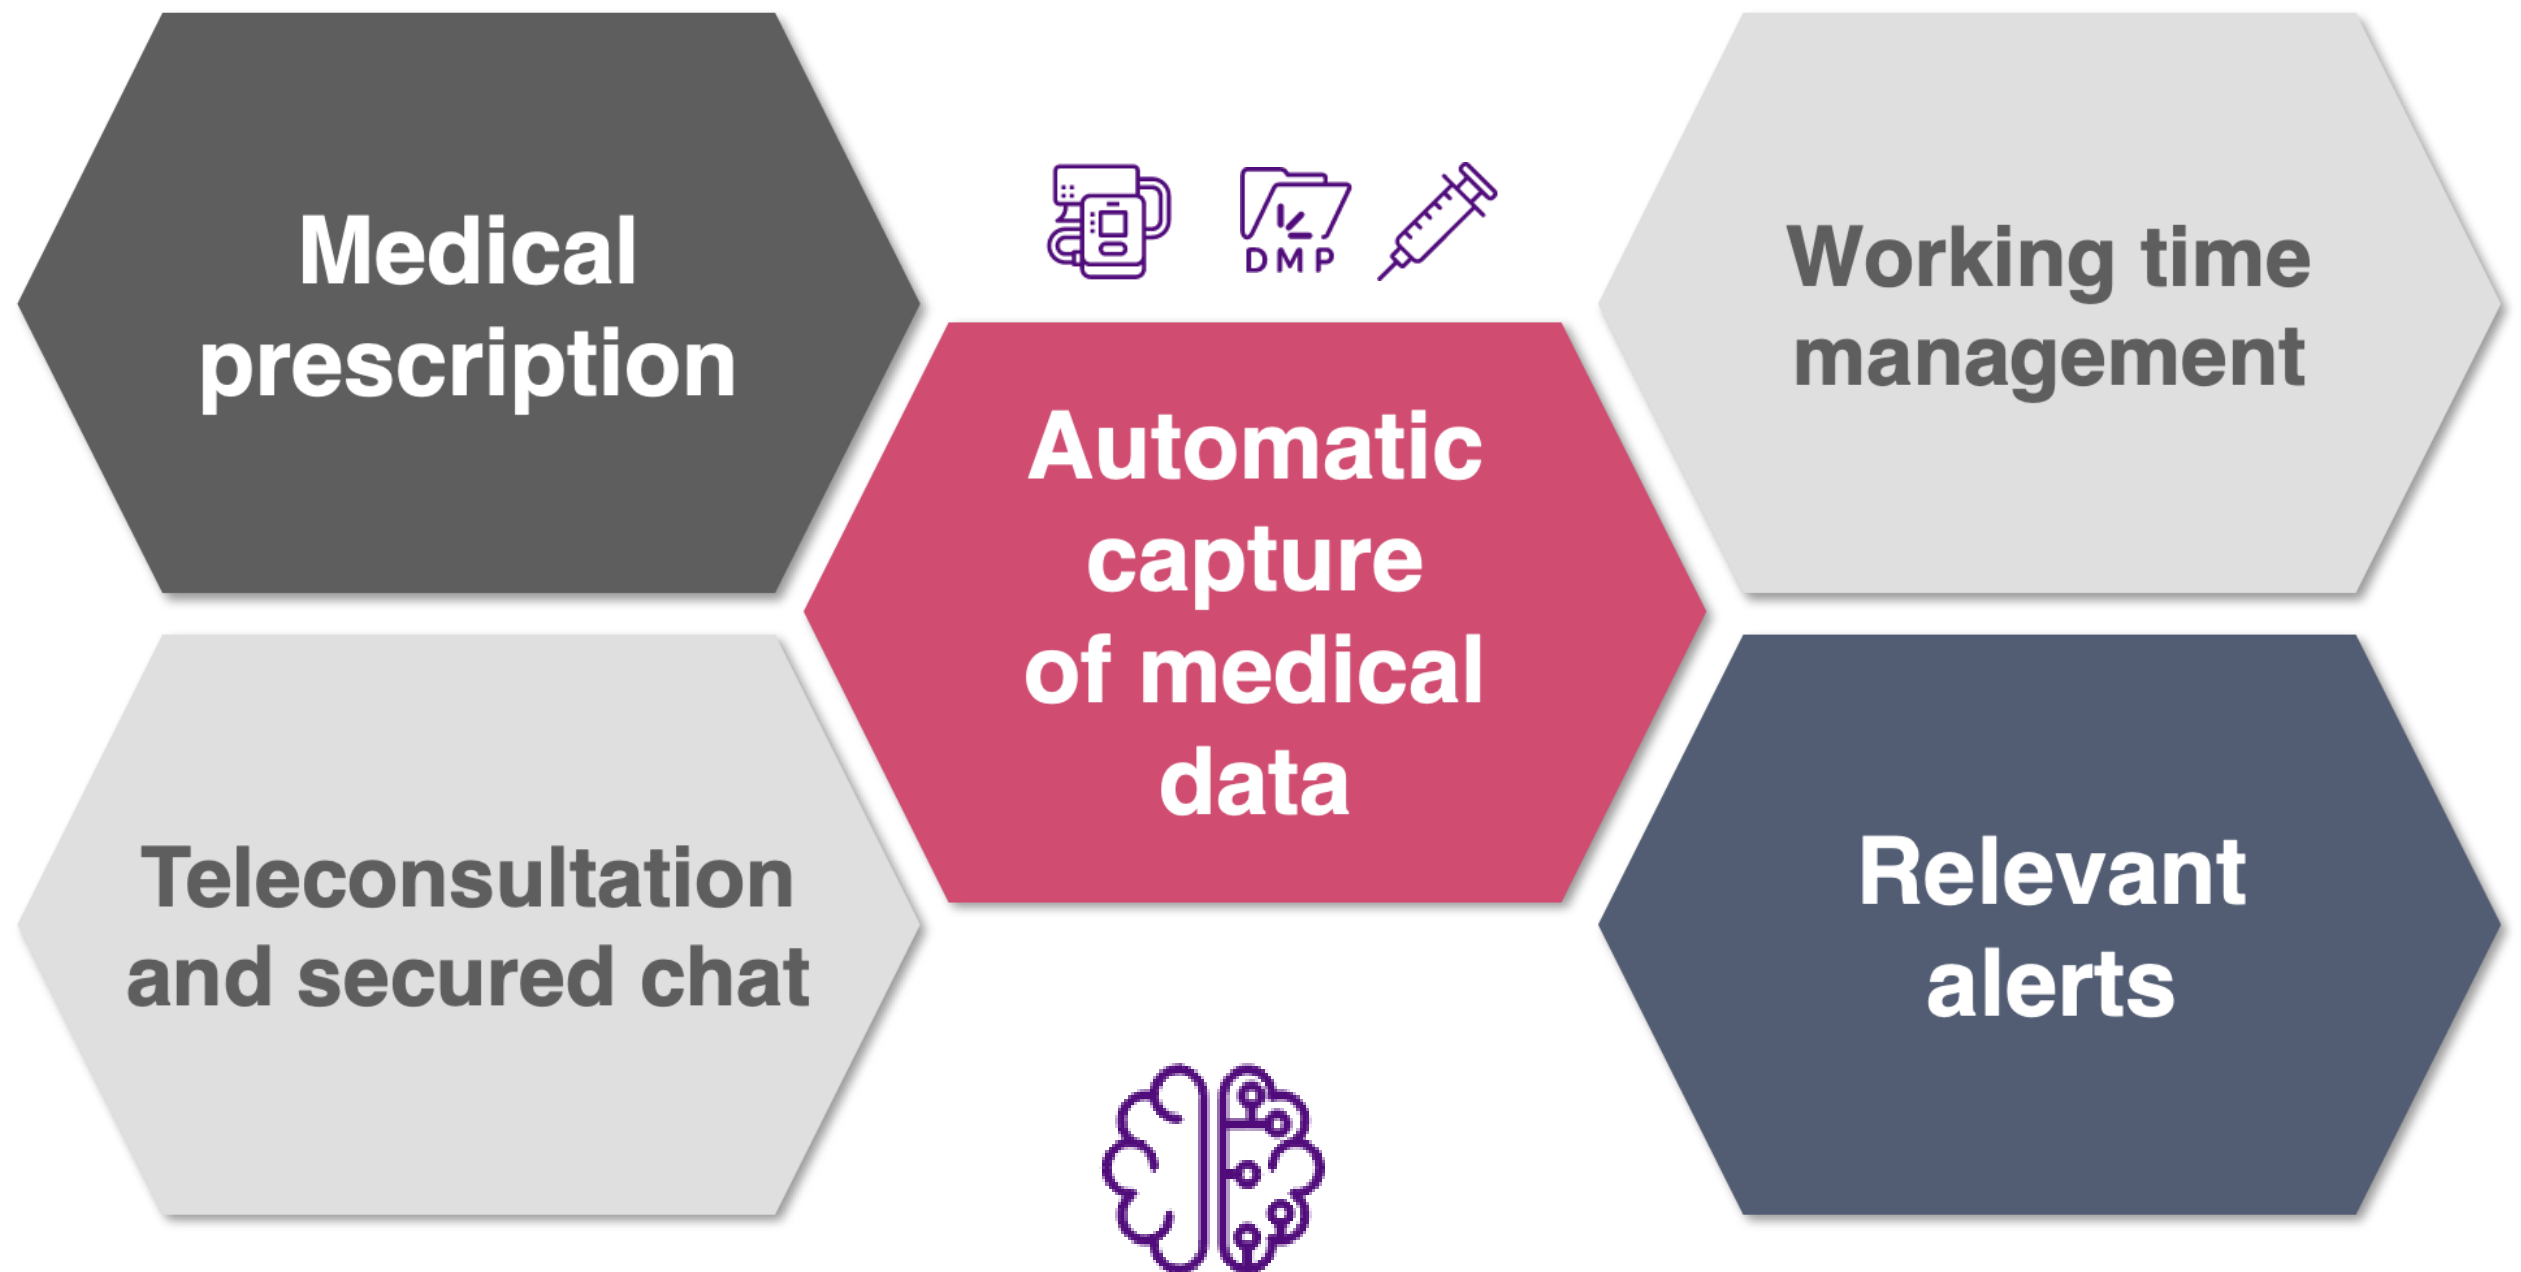 Medical
prescription
DMP
Working time
management
Automatic
capture
of medical
data
Teleconsultation
and secured chat
Relevant
alerts